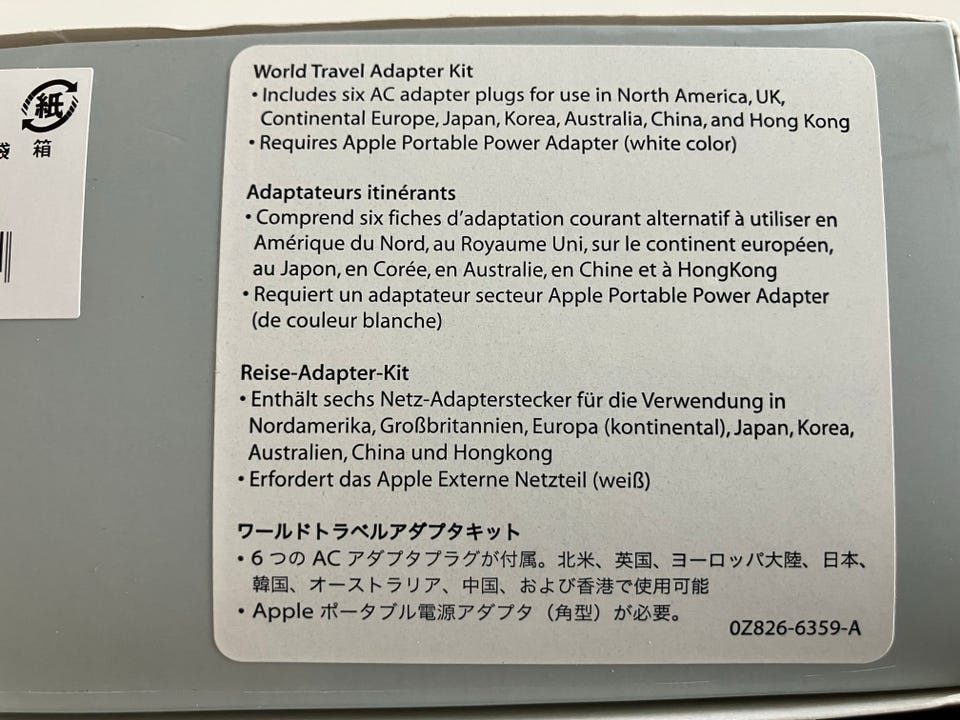 紙
袋 箱
World Travel Adapter Kit
• Includes six AC adapter plugs for use in North America, UK,
Continental Europe, Japan, Korea, Australia, China, and Hong Kong
• Requires Apple Portable Power Adapter (white color)
Adaptateurs itinérants
• Comprend six fiches d'adaptation courant alternatif à utiliser en
Amérique du Nord, au Royaume Uni, sur le continent européen,
au Japon, en Corée, en Australie, en Chine et à HongKong
• Requiert un adaptateur secteur Apple Portable Power Adapter
(de couleur blanche)
Reise-Adapter-Kit
• Enthält sechs Netz-Adapterstecker für die Verwendung in
Nordamerika, Großbritannien, Europa (kontinental), Japan, Korea,
Australien, China und Hongkong
• Erfordert das Apple Externe Netzteil (weiß)
ワールドトラベルアダプタキット
• 6 つの AC アダプタプラグが付属。北米、英国、ヨーロッパ大陸、日本、
韓国、オーストラリア、中国、および香港で使用可能
• Apple ポータブル電源アダプタ（角型）が必要。
0Z826-6359-A